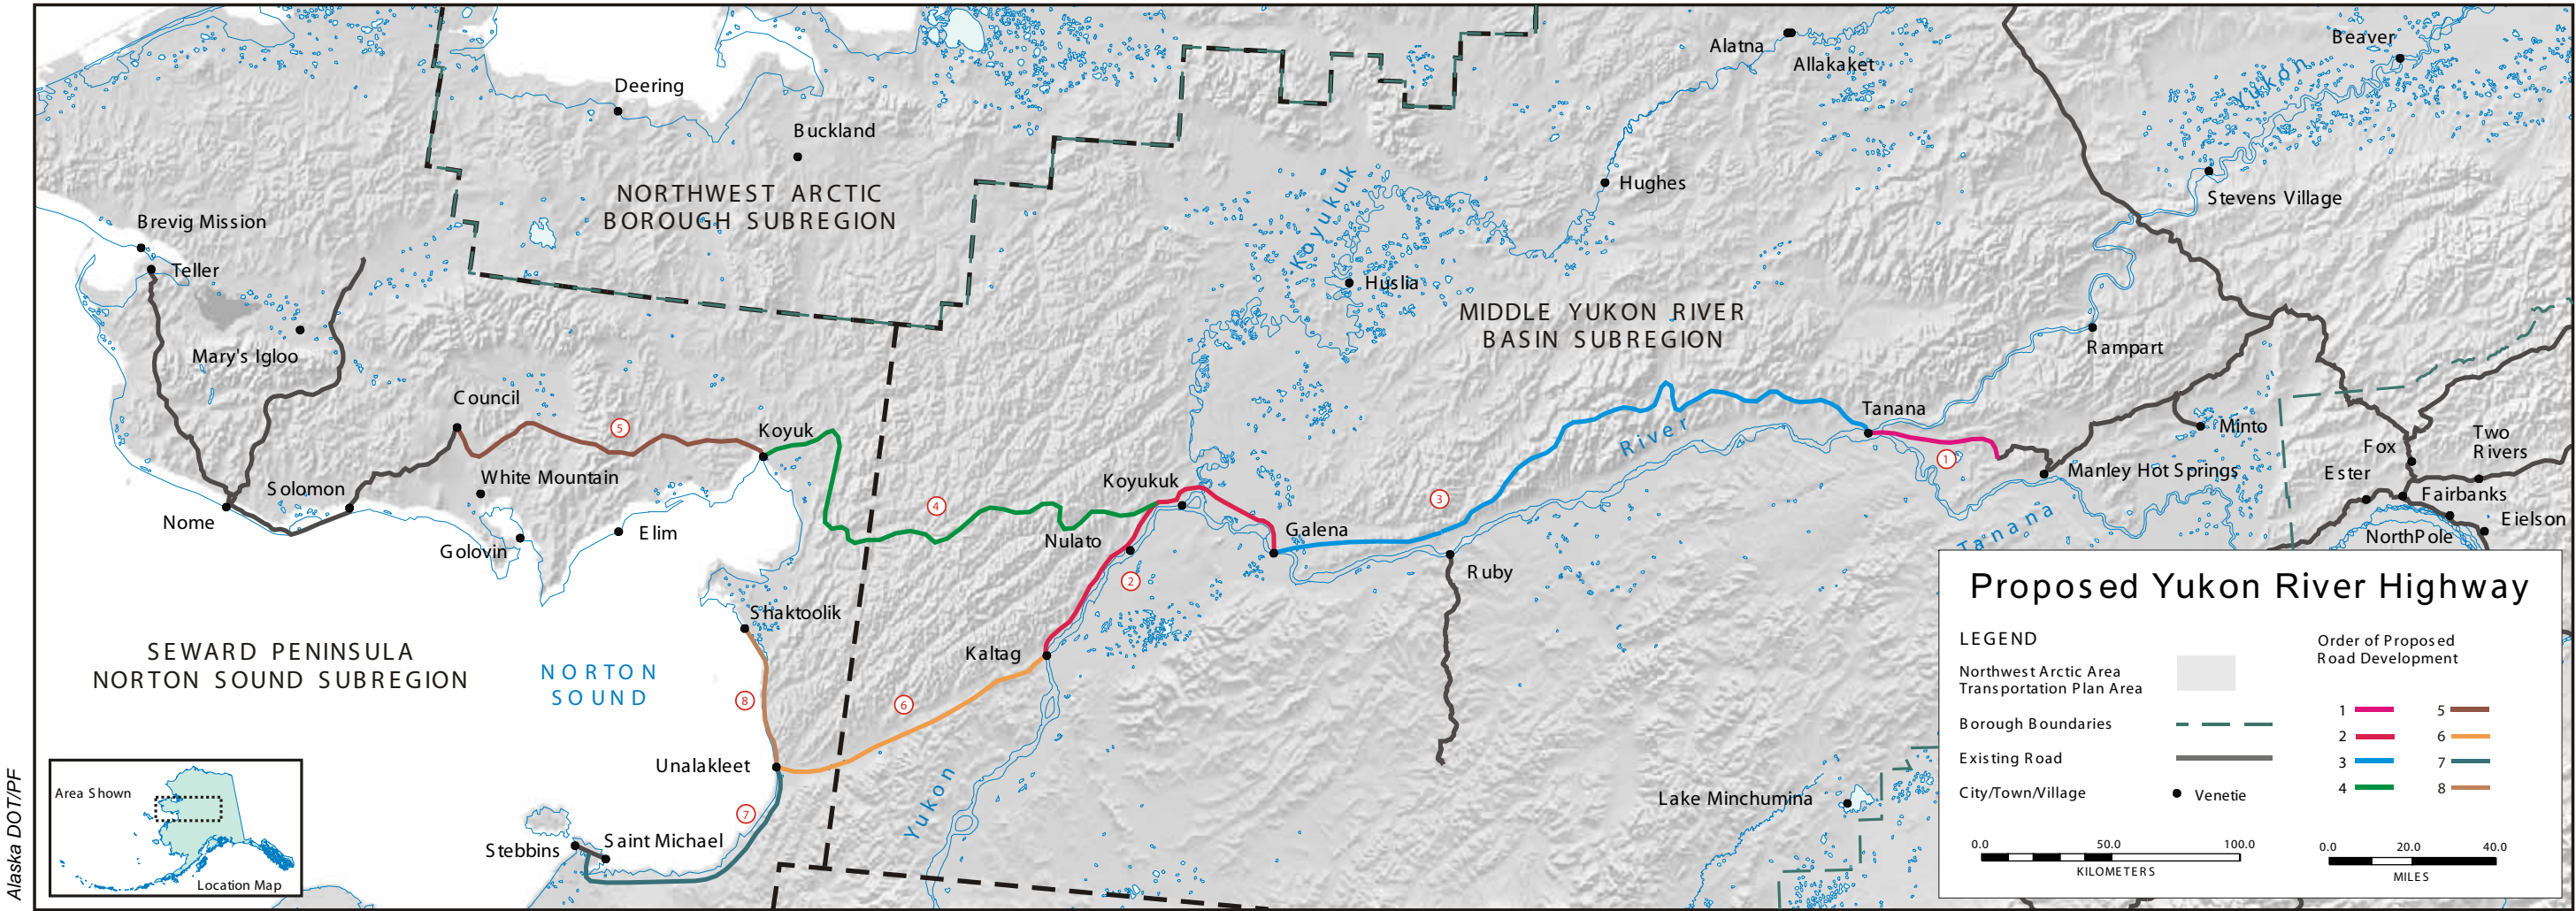 Alatna
Allakaket
Beaver
Yukon
Deering
Buckland
NORTHWEST ARCTIC
BOROUGH SUBREGION
Koyukuk
Hughes
Stevens Village
Brevig Mission
Teller
Huslia
MIDDLE YUKON RIVER
BASIN SUBREGION
Mary's Igloo
Rampart
Council
5
Koyuk
Tanana
River
Minto
Two
Rivers
Fox
White Mountain
Solomon
Nome
Koyukuk
4
3
1
Manley Hot Springs
Ester
Fairbanks
Eielson
NorthPole
Tanana
Golovin
Elim
Nulato
Galena
2
Ruby
Shaktoolik
Kaltag
SEWARD PENINSULA
NORTON SOUND SUBREGION
NORTON
SOUND
8
6
Unalakleet
7
Yukon
Lake Minchumina
Stebbins
Saint Michael
Area Shown
Location Map
Alaska DOT/PF
Proposed Yukon River Highway
LEGEND
Northwest Arctic Area
Transportation Plan Area
Borough Boundaries
Existing Road
City/Town/Village
Venetie
Order of Proposed
Road Development
1 5
2 6
3 7
4 8
0.0 50.0 100.0
KILOMETERS
0.0 20.0 40.0
MILES